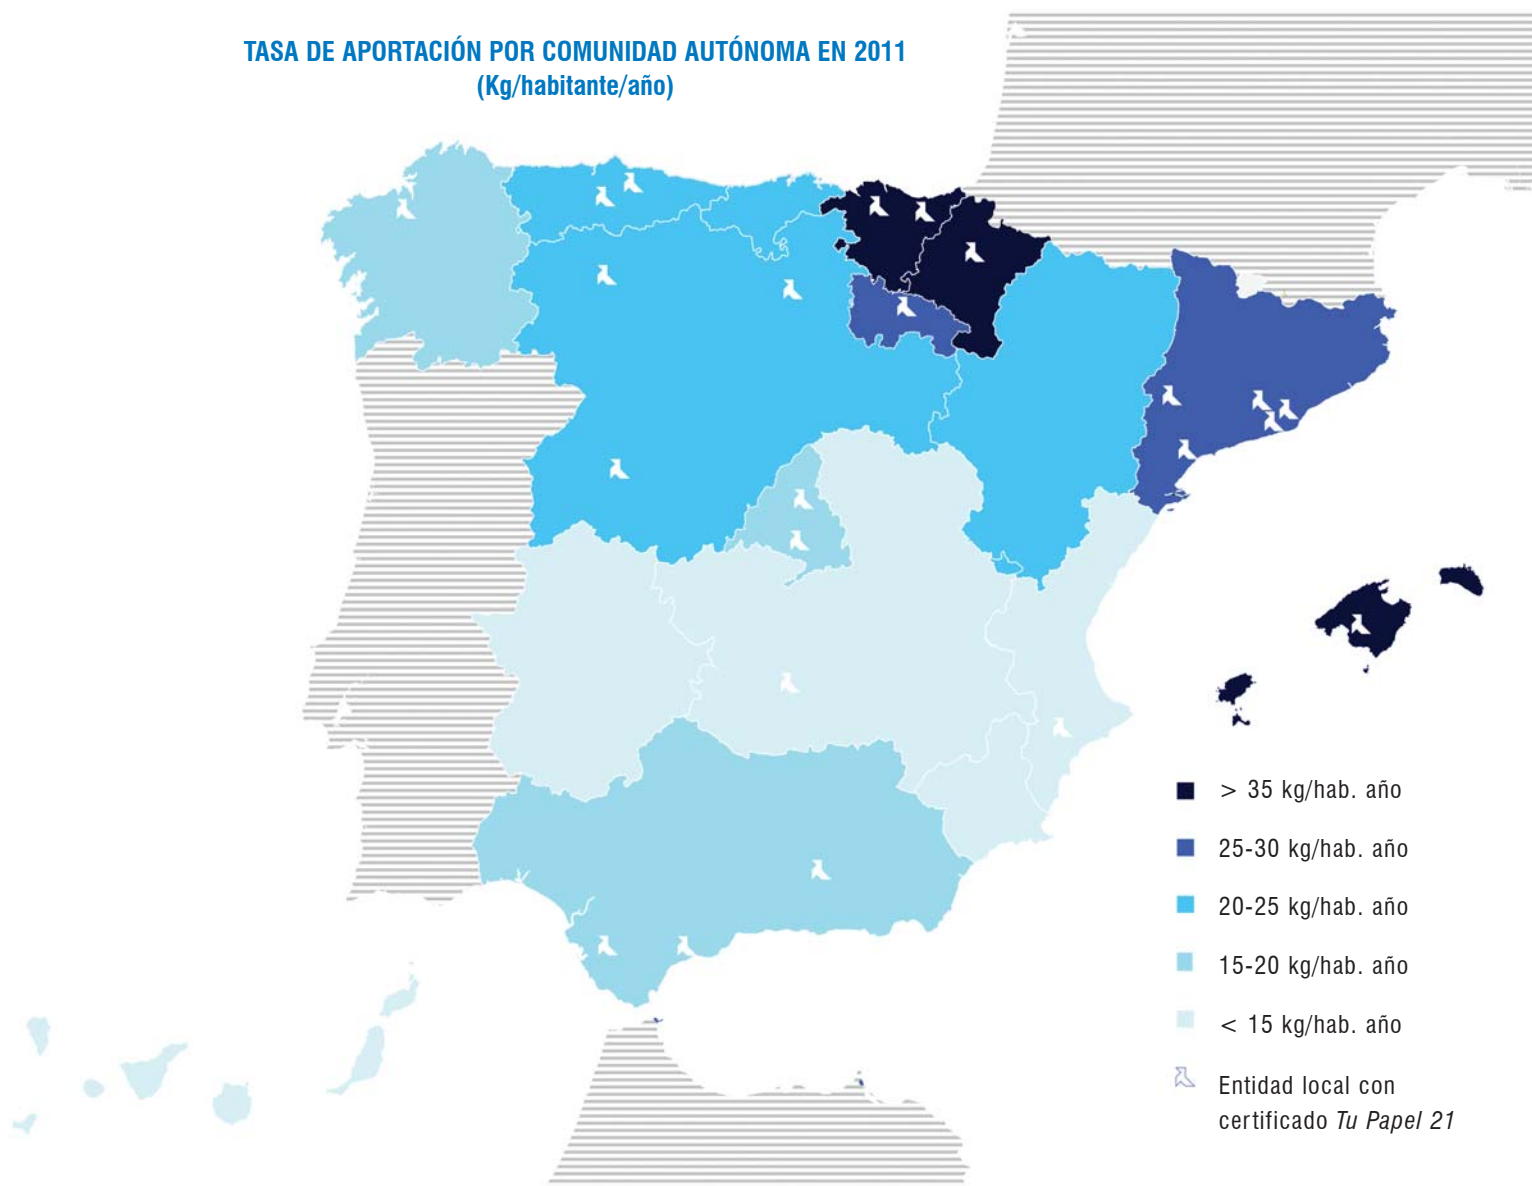 TASA DE APORTACIÓN POR COMUNIDAD AUTÓNOMA EN 2011
(Kg/habitante/año)
> 35 kg/hab. año
25-30 kg/hab. año
20-25 kg/hab. año
15-20 kg/hab. año
< 15 kg/hab. año
Entidad local con
certificado Tu Papel 21